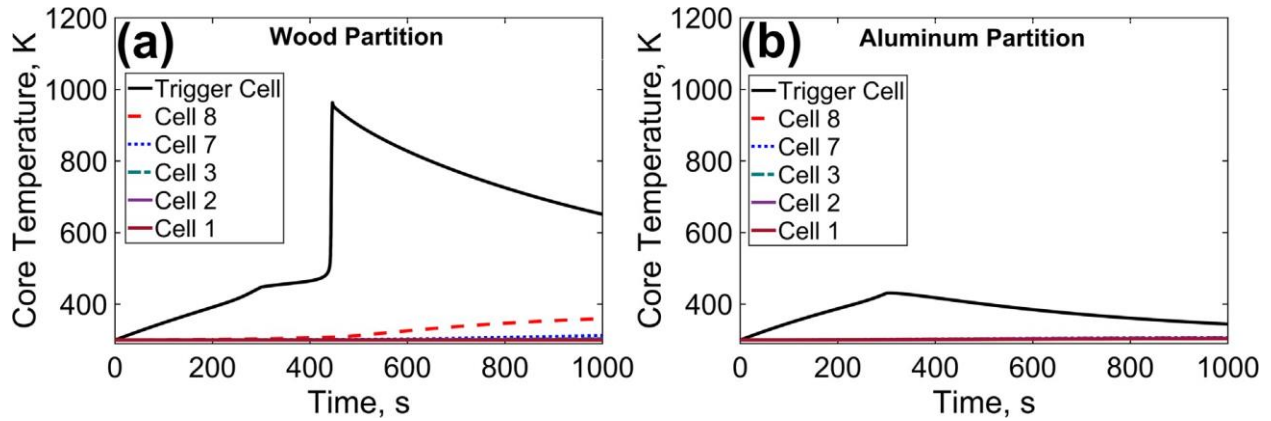 (a)
Wood Partition
Trigger Cell
Cell 8
Cell 7
Cell 3
Cell 2
Cell 1
1200
1000
800
600
400
Core Temperature, K
0
200
400
600
800
1000
Time, s
(b)
Aluminum Partition
Trigger Cell
Cell 8
Cell 7
Cell 3
Cell 2
Cell 1
1200
1000
800
600
400
Core Temperature, K
0
200
400
600
800
1000
Time, s